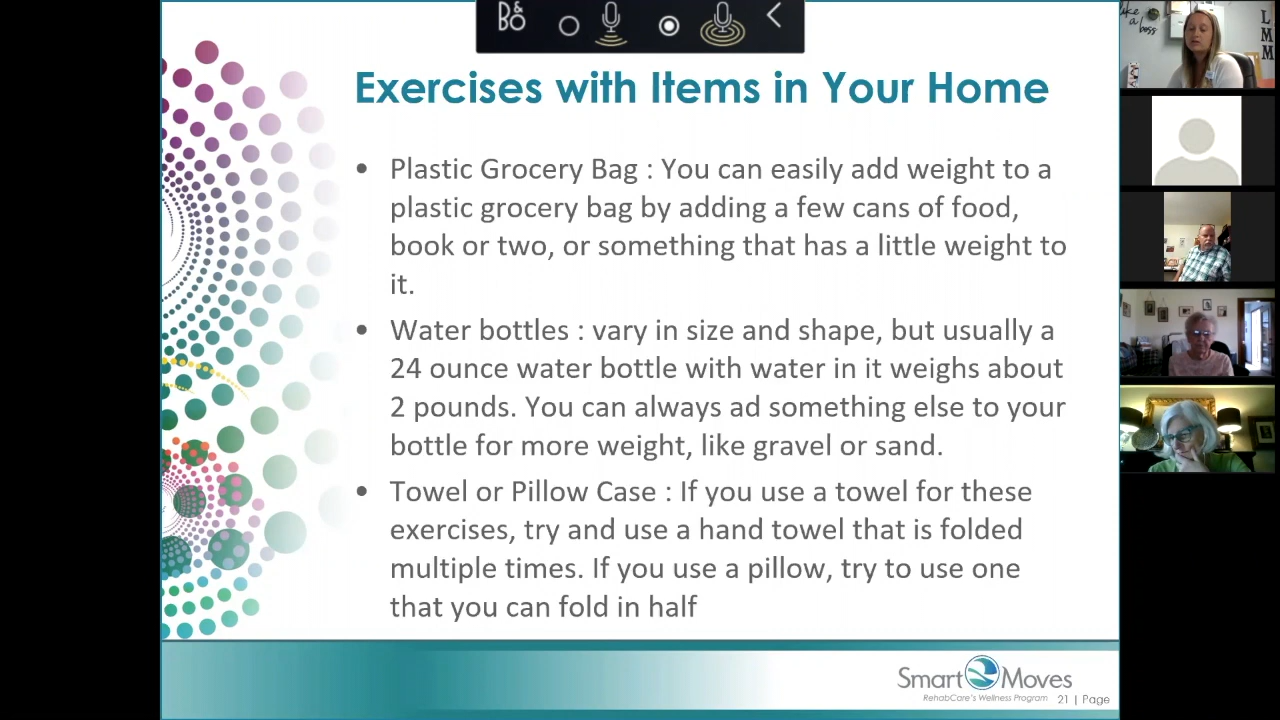 B&O
Exercises with Items in Your Home
• Plastic Grocery Bag : You can easily add weight to a
plastic grocery bag by adding a few cans of food,
book or two, or something that has a little weight to
it.
• Water bottles : vary in size and shape, but usually a
24 ounce water bottle with water in it weighs about
2 pounds. You can always ad something else to your
bottle for more weight, like gravel or sand.
• Towel or Pillow Case : If you use a towel for these
exercises, try and use a hand towel that is folded
multiple times. If you use a pillow, try to use one
that you can fold in half
Smart Moves
RehabCare's Wellness Program
21 | Page
like
a
boss
L
M
M